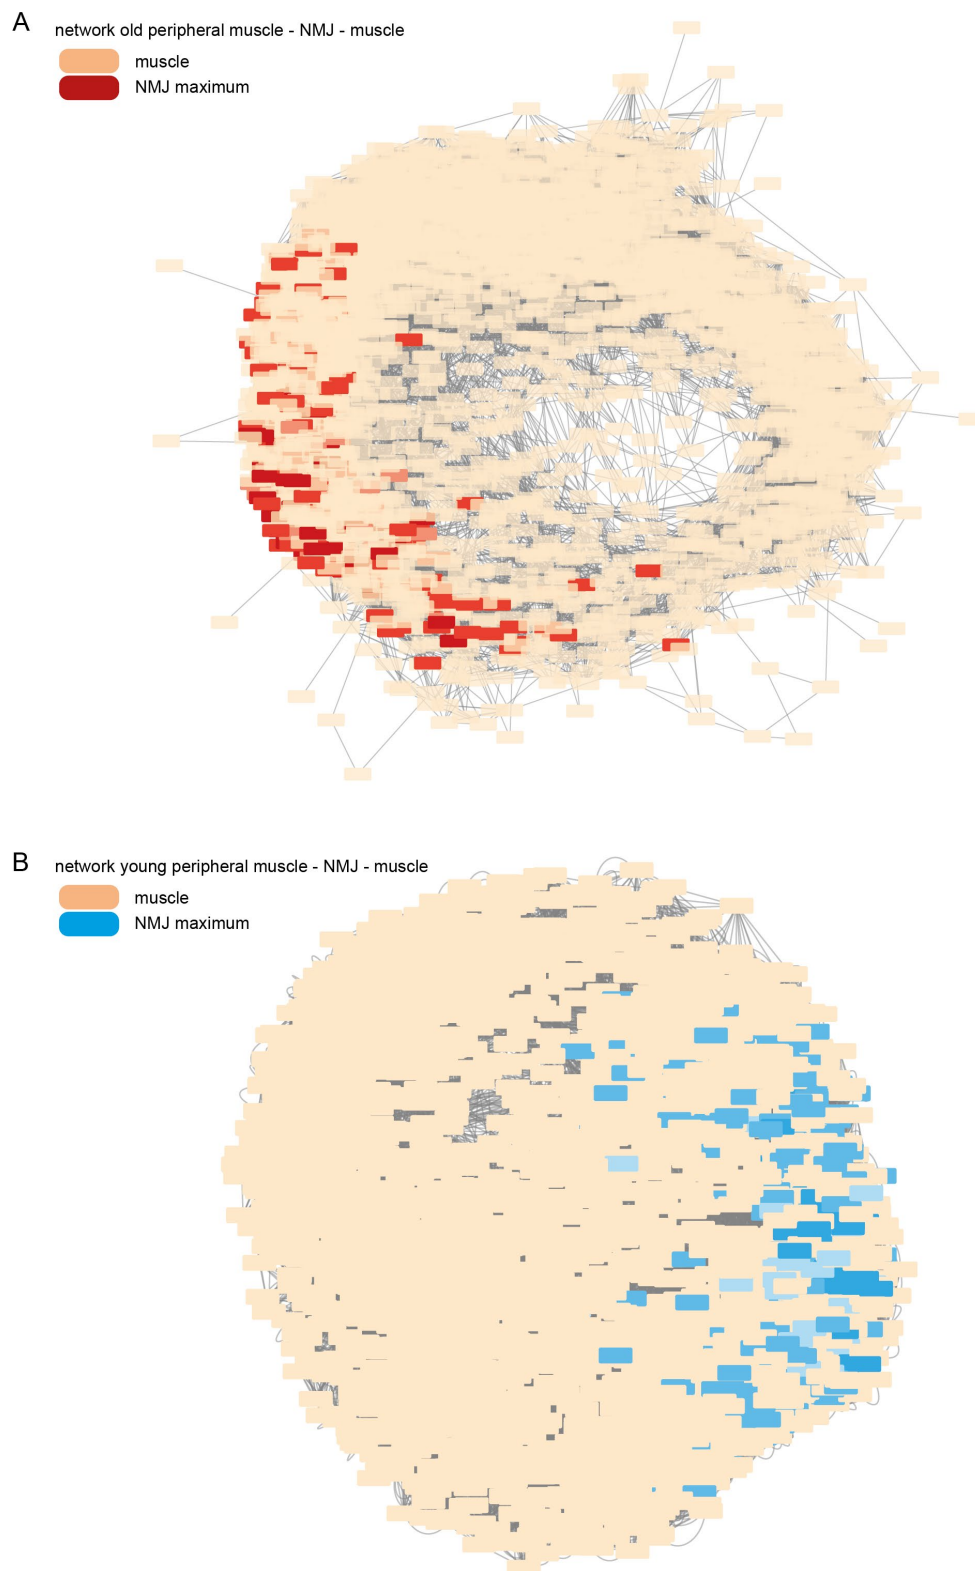 A
network old peripheral muscle - NMJ - muscle
muscle
NMJ maximum
B
network young peripheral muscle - NMJ - muscle
muscle
NMJ maximum